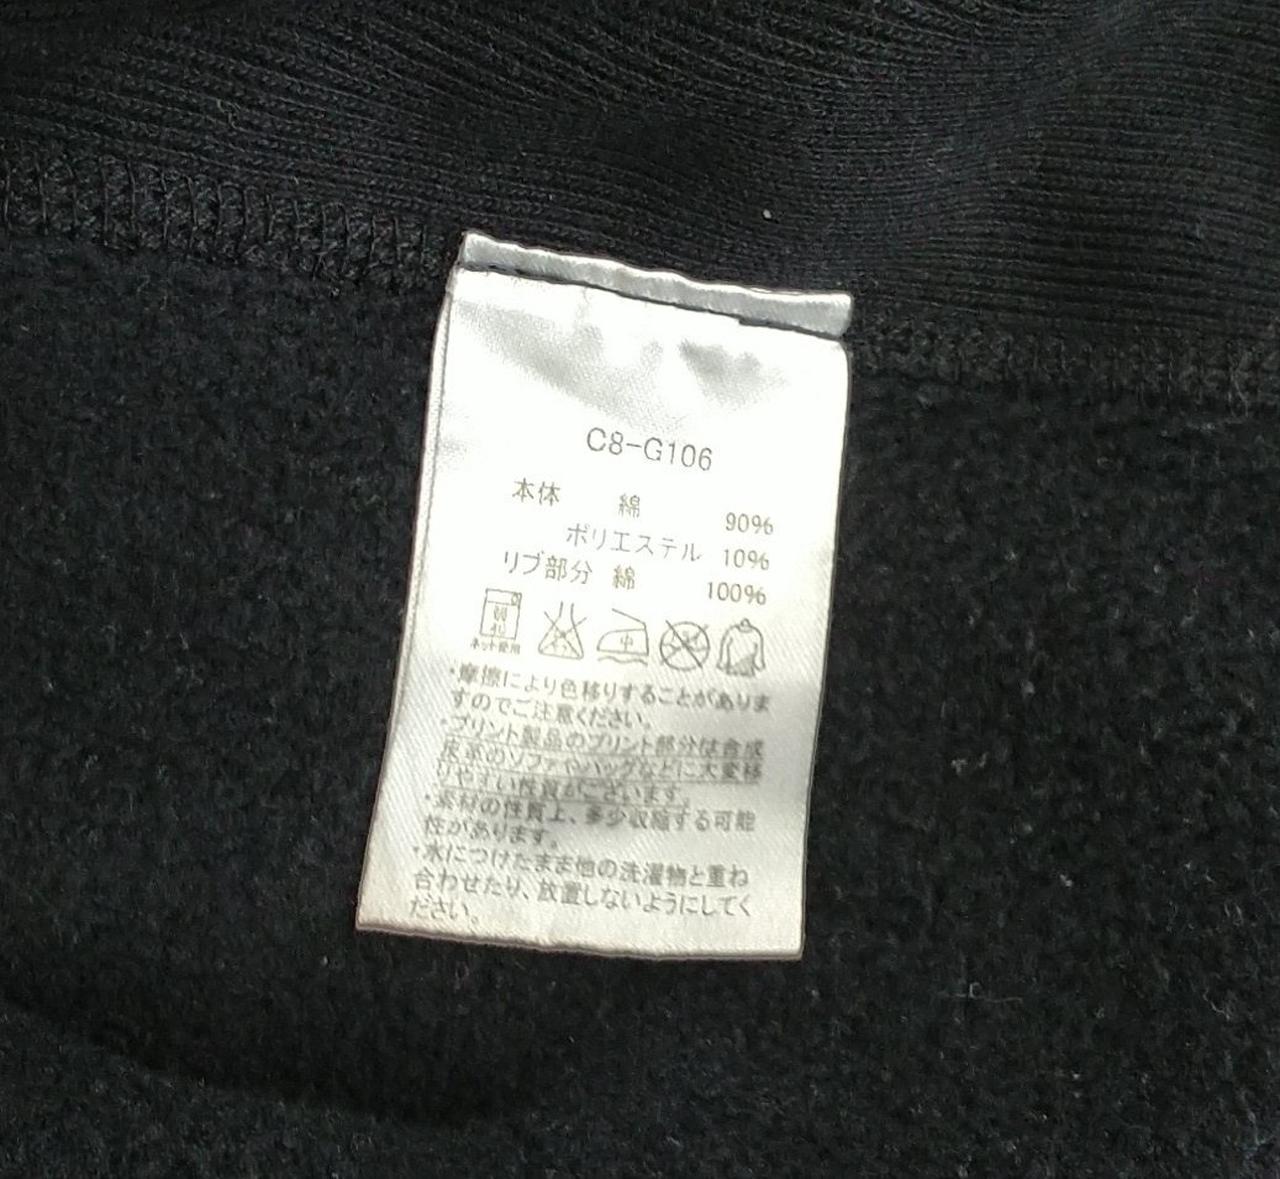 C8-G106
本体 綿 90%
ポリエステル 10%
リブ部分 綿 100%
弱
40
ネット使用
中
・摩擦により色移りすることがありま
すのでご注意ください。
・プリント製品のプリント部分は合成
皮革のソファやバッグなどに大変移
りやすい性質がございます。
・素材の性質上、多少収縮する可能
性があります。
・水につけたまま他の洗濯物と重ね
合わせたり、放置しないようにしてく
ださい。